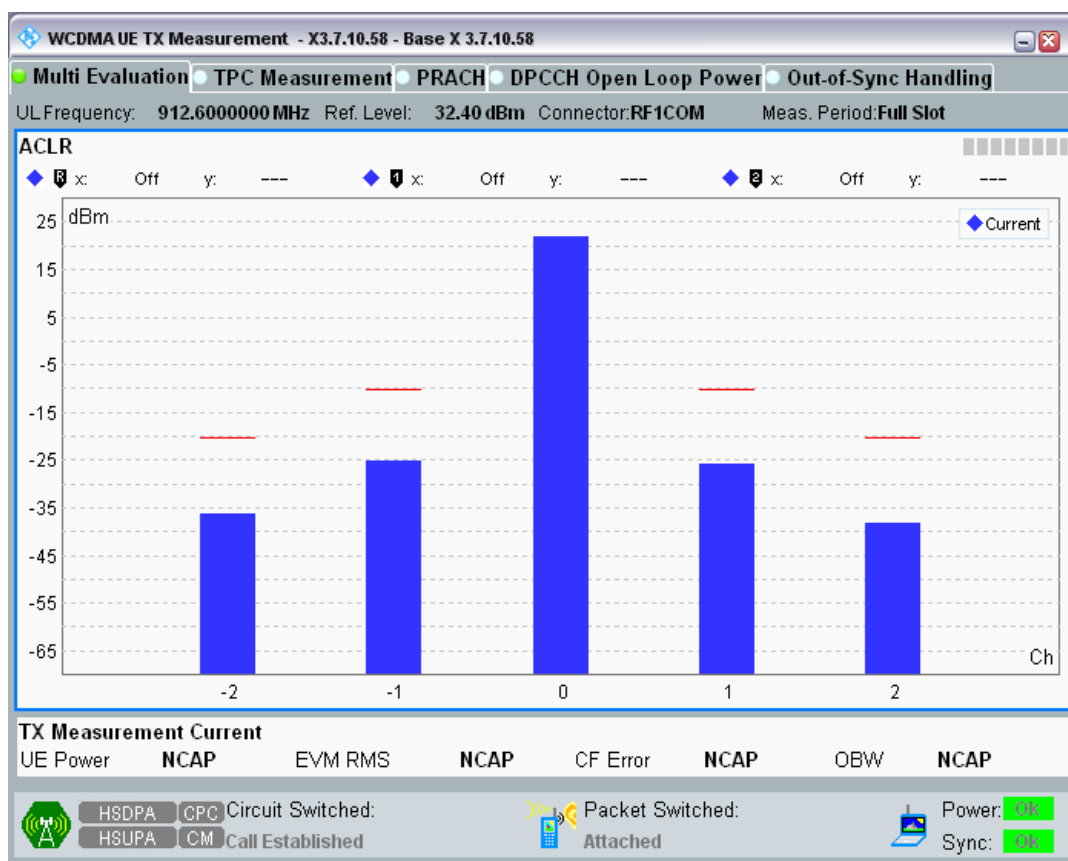 WCDMA UE TX Measurement - X3.7.10.58 - Base X 3.7.10.58
Multi Evaluation TPC Measurement PRACH DPCCH Open Loop Power Out-of-Sync Handling
UL Frequency: 912.6000000 MHz Ref. Level: 32.40 dBm Connector:RF1COM Meas. Period:Full Slot
ACLR
R x: Off y: --- 1 x: Off y: --- 2 x: Off y: ---
dBm
Current
25
15
5
-5
-15
-25
-35
-45
-55
-65
Ch
-2 -1 0 1 2
TX Measurement Current
UE Power NCAP EVM RMS NCAP CF Error NCAP OBW NCAP
HSDPA CPC Circuit Switched: Packet Switched: Power: OK
HSUPA CM Call Established Attached Sync: OK